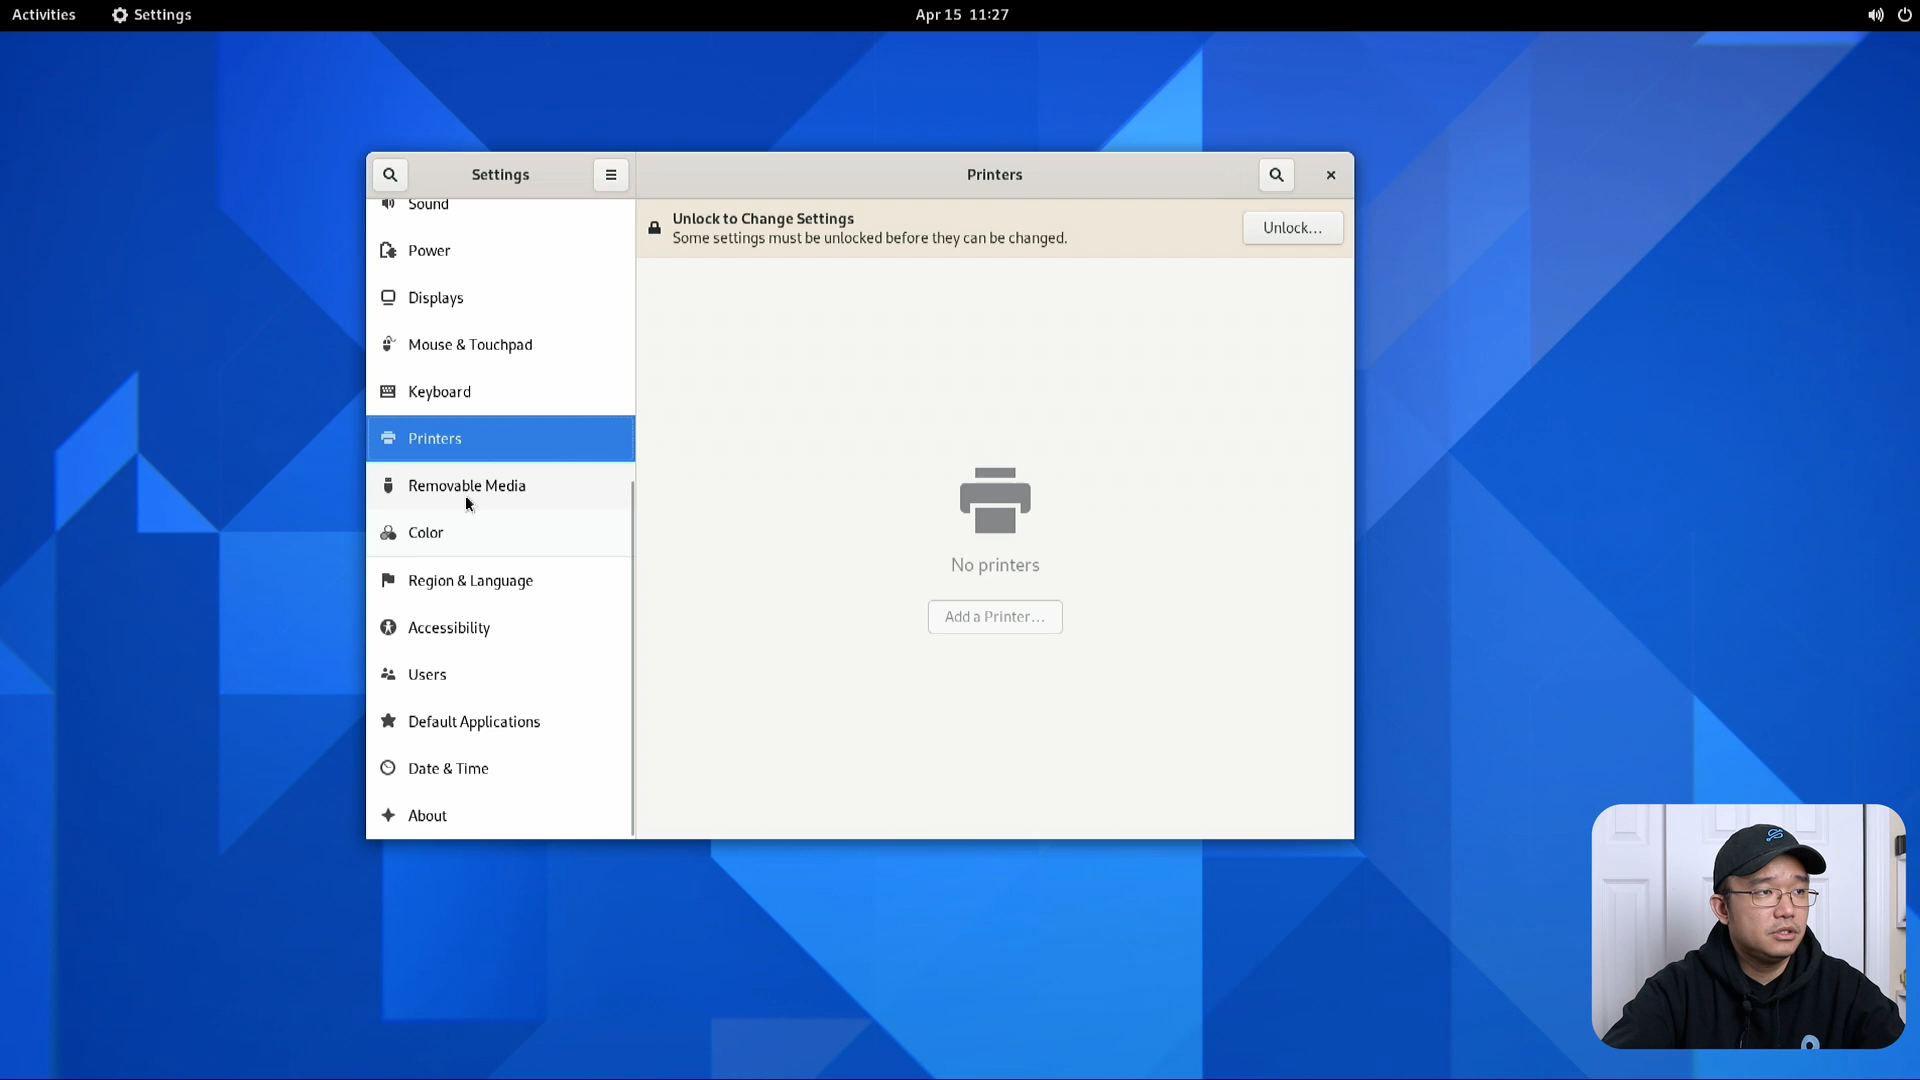 Activities
Settings
Apr 15 11:27
Settings
Printers
Sound
Power
Displays
Mouse & Touchpad
Keyboard
Printers
Removable Media
Color
Region & Language
Accessibility
Users
Default Applications
Date & Time
About
Unlock to Change Settings
Some settings must be unlocked before they can be changed.
Unlock...
No printers
Add a Printer...